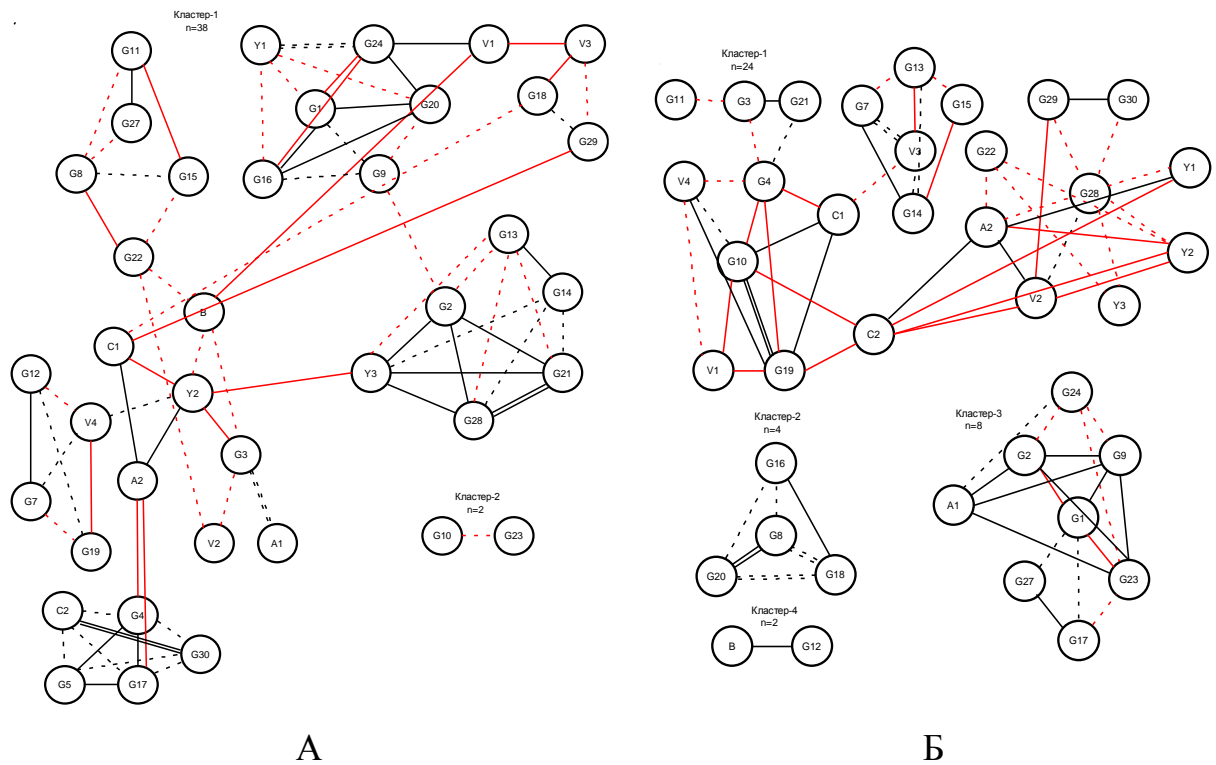 Кластер-1
n=38
G11
Y1
G24
V1
V3
G27
G1
G20
G18
G29
G8
G15
G16
G9
G22
G13
G14
B
G2
C1
Y3
G21
G12
Y2
G28
V4
G3
A2
G7
Кластер-2
n=2
G10
G23
G19
V2
A1
C2
G4
G30
G5
G17
А
Кластер-1
n=24
G11
G3
G21
G13
G7
G15
G29
G30
V3
G22
Y1
V4
G4
G28
G14
C1
A2
Y2
G10
V2
Y3
C2
V1
G19
Кластер-2
n=4
G16
G8
G20
G18
Кластер-3
n=8
G24
G2
G9
A1
G1
G27
G23
G17
Кластер-4
n=2
B
G12
Б